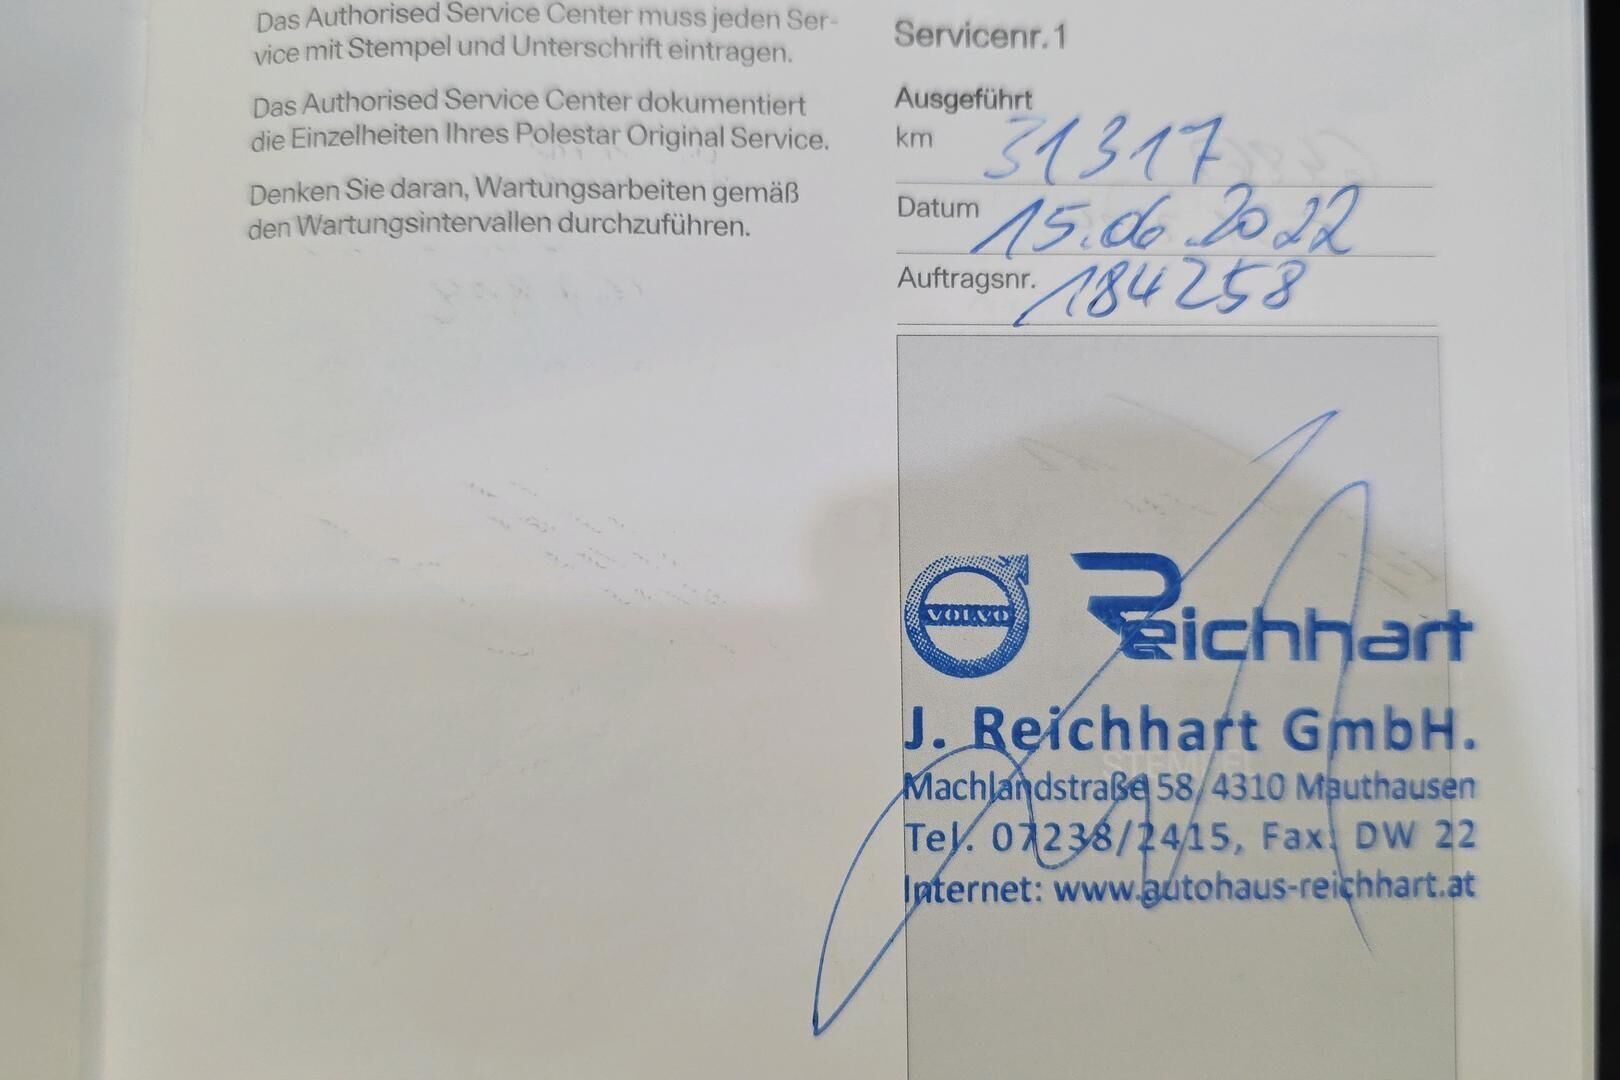 Das Authorised Service Center muss jeden Ser-
vice mit Stempel und Unterschrift eintragen.
Das Authorised Service Center dokumentiert
die Einzelheiten Ihres Polestar Original Service.
Denken Sie daran, Wartungsarbeiten gemäß
den Wartungsintervallen durchzuführen.
Servicenr. 1
Ausgeführt
km 31317
Datum 15.06.2022
Auftragsnr. 184258
VOLVO
Reichhart
J. Reichhart GmbH.
STEMPEL
Machlandstraße 58, 4310 Mauthausen
Tel. 07238/2415, Fax: DW 22
Internet: www.autohaus-reichhart.at